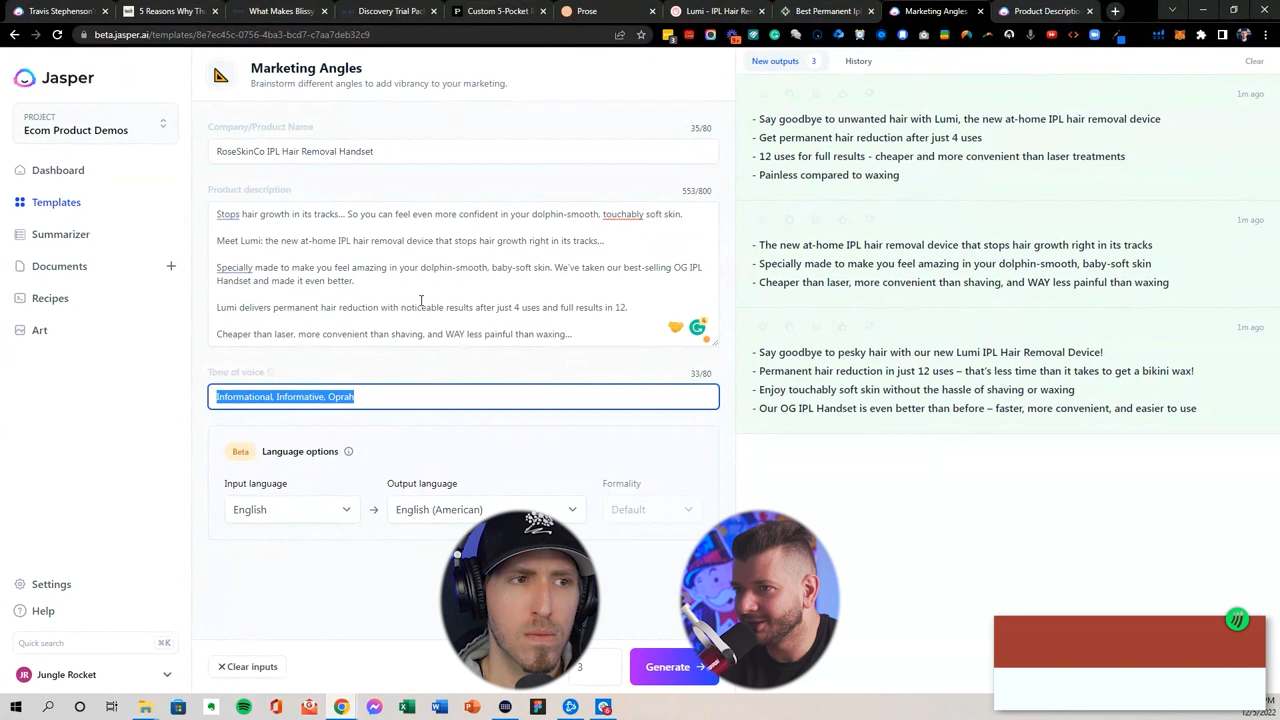 Travis Stephenson'
5 Reasons Why Th
What Makes Blissy
Discovery Trial Pac
Custom 5-Pocket F
Prose
Lumi - IPL Hair Re
Best Permanent Ip
Marketing Angles
Product Descriptio
beta.jasper.ai/templates/8e7ec45c-0756-4ba3-bcd7-c7aa7deb32c9
Jasper
PROJECT
Ecom Product Demos
Dashboard
Templates
Summarizer
Documents
Recipes
Art
Settings
Help
Quick search
⌘K
JR
Jungle Rocket
Marketing Angles
Brainstorm different angles to add vibrancy to your marketing.
Company/Product Name
35/80
RoseSkinCo IPL Hair Removal Handset
Product description
553/800
Stops hair growth in its tracks... So you can feel even more confident in your dolphin-smooth, touchably soft skin.
Meet Lumi: the new at-home IPL hair removal device that stops hair growth right in its tracks...
Specially made to make you feel amazing in your dolphin-smooth, baby-soft skin. We've taken our best-selling OG IPL
Handset and made it even better.
Lumi delivers permanent hair reduction with noticeable results after just 4 uses and full results in 12.
Cheaper than laser, more convenient than shaving, and WAY less painful than waxing...
Tone of voice
33/80
Informational, Informative, Oprah
Beta
Language options
Input language
Output language
Formality
English
English (American)
Default
Clear inputs
3
Generate
New outputs
3
History
Clear
1m ago
- Say goodbye to unwanted hair with Lumi, the new at-home IPL hair removal device
- Get permanent hair reduction after just 4 uses
- 12 uses for full results - cheaper and more convenient than laser treatments
- Painless compared to waxing
1m ago
- The new at-home IPL hair removal device that stops hair growth right in its tracks
- Specially made to make you feel amazing in your dolphin-smooth, baby-soft skin
- Cheaper than laser, more convenient than shaving, and WAY less painful than waxing
1m ago
- Say goodbye to pesky hair with our new Lumi IPL Hair Removal Device!
- Permanent hair reduction in just 12 uses – that's less time than it takes to get a bikini wax!
- Enjoy touchably soft skin without the hassle of shaving or waxing
- Our OG IPL Handset is even better than before – faster, more convenient, and easier to use
12/5/2022